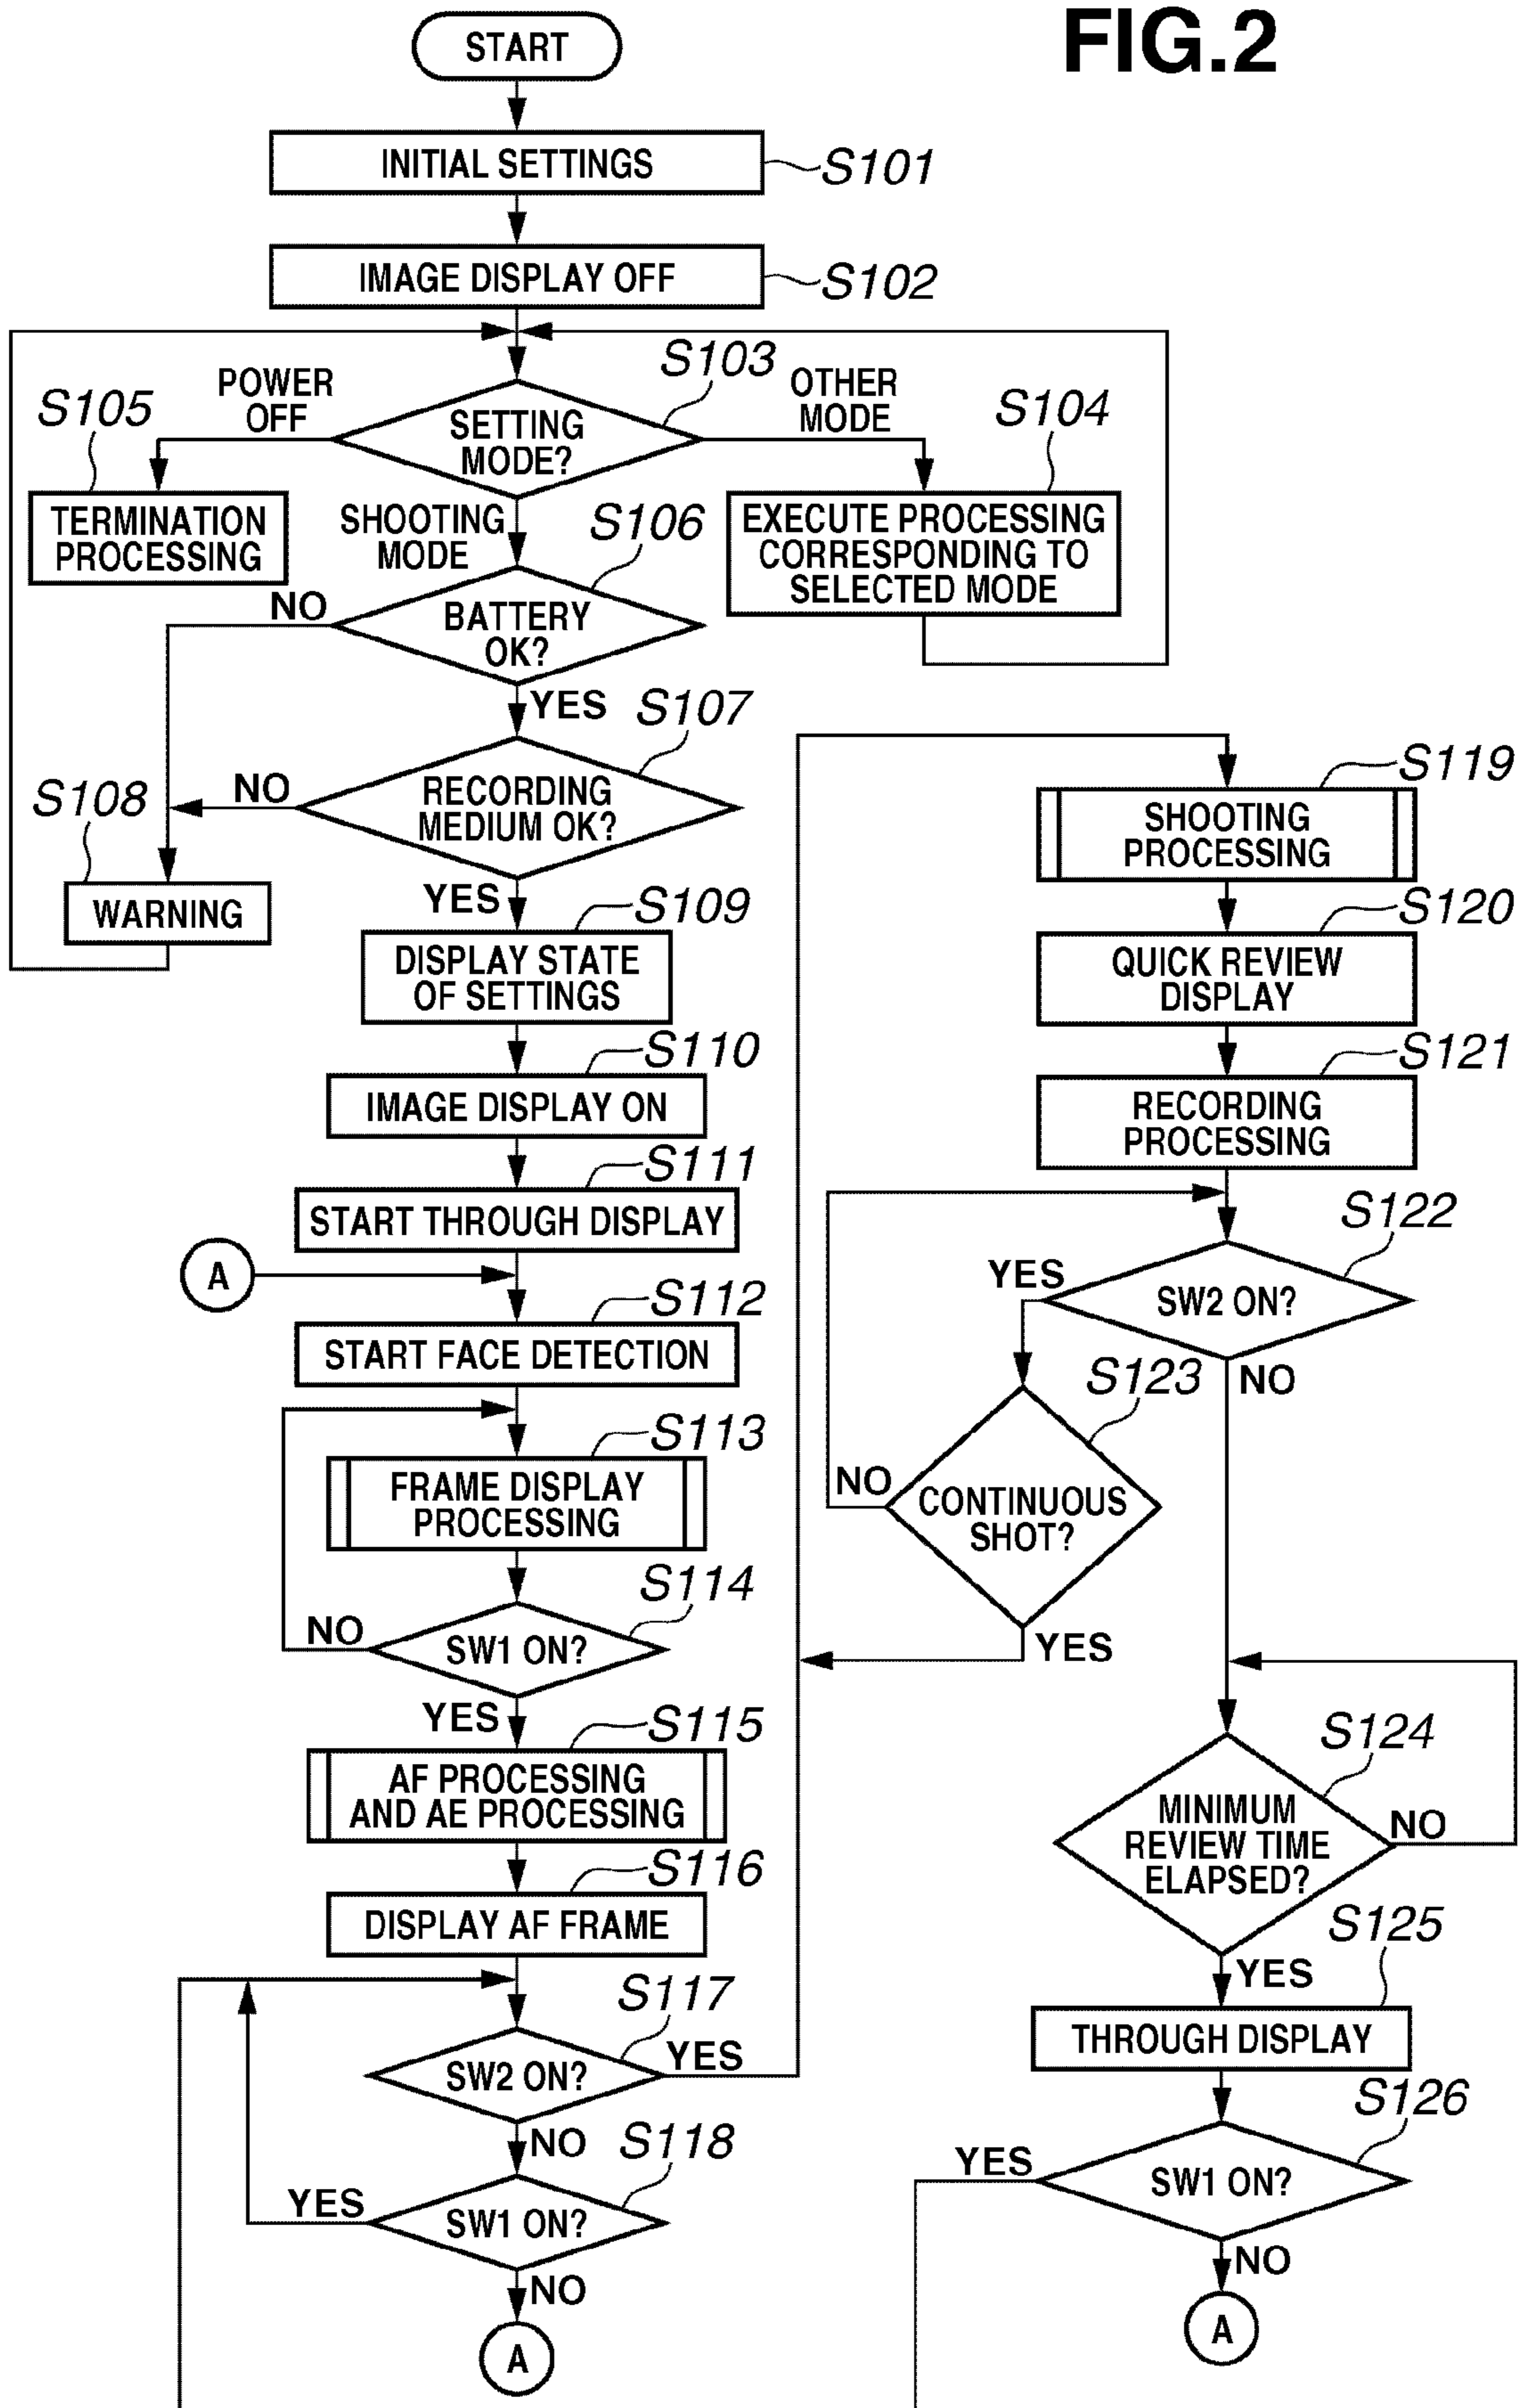 FIG.2
START
INITIAL SETTINGS
S101
IMAGE DISPLAY OFF
S102
S103
SETTING
MODE?
POWER
OFF
OTHER
MODE
S105
TERMINATION
PROCESSING
S104
EXECUTE PROCESSING
CORRESPONDING TO
SELECTED MODE
SHOOTING
MODE
S106
BATTERY
OK?
NO
YES
S107
RECORDING
MEDIUM OK?
NO
S108
WARNING
YES
S109
DISPLAY STATE
OF SETTINGS
S110
IMAGE DISPLAY ON
S111
START THROUGH DISPLAY
A
S112
START FACE DETECTION
S113
FRAME DISPLAY
PROCESSING
S114
SW1 ON?
NO
YES
S115
AF PROCESSING
AND AE PROCESSING
S116
DISPLAY AF FRAME
S117
SW2 ON?
YES
NO
S118
SW1 ON?
YES
NO
A
S119
SHOOTING
PROCESSING
S120
QUICK REVIEW
DISPLAY
S121
RECORDING
PROCESSING
S122
SW2 ON?
YES
NO
S123
CONTINUOUS
SHOT?
NO
YES
S124
MINIMUM
REVIEW TIME
ELAPSED?
NO
YES
S125
THROUGH DISPLAY
S126
SW1 ON?
YES
NO
A